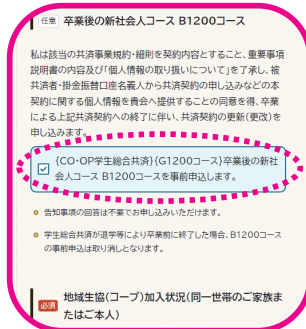 任意 卒業後の新社会人コース B1200コース
私は該当の共済事業規約・細則を契約内容とすること、重要事項
説明書の内容及び「個人情報の取り扱いについて」を了承し、被
共済者・掛金振替口座名義人から共済契約の申し込みなどの本
契約に関する個人情報を貴会へ提供することの同意を得、卒業
による上記共済契約への終了に伴い、共済契約の更新(更改)を
申し込みます。
{CO・OP学生総合共済}{G1200コース}卒業後の新社
会人コース B1200コースを事前申込します。
告知事項の回答は不要でお申し込みいただけます。
学生総合共済が退学等により卒業前に終了した場合、B1200コース
の事前申込は取り消しとなります。
必須 地域生協(コープ)加入状況(同一世帯のご家族ま
たはご本人)